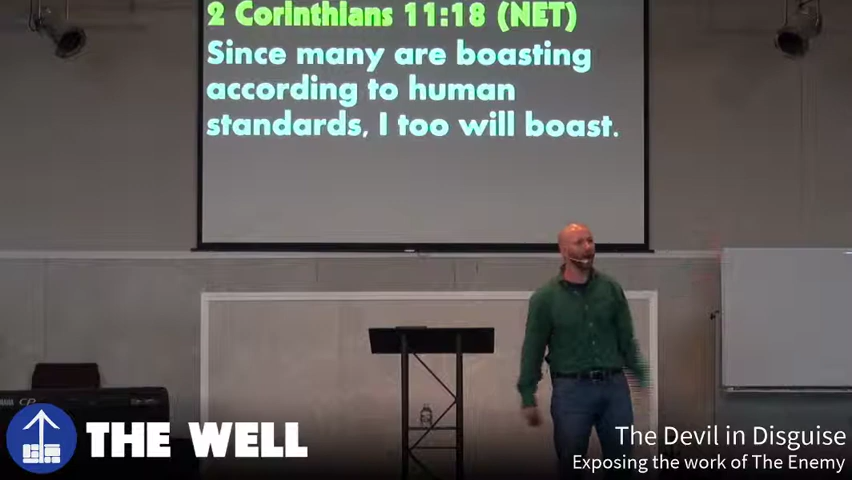 2 Corinthians 11:18 (NET)
Since many are boasting
according to human
standards, I too will boast.
CP
THE WELL
The Devil in Disguise
Exposing the work of The Enemy